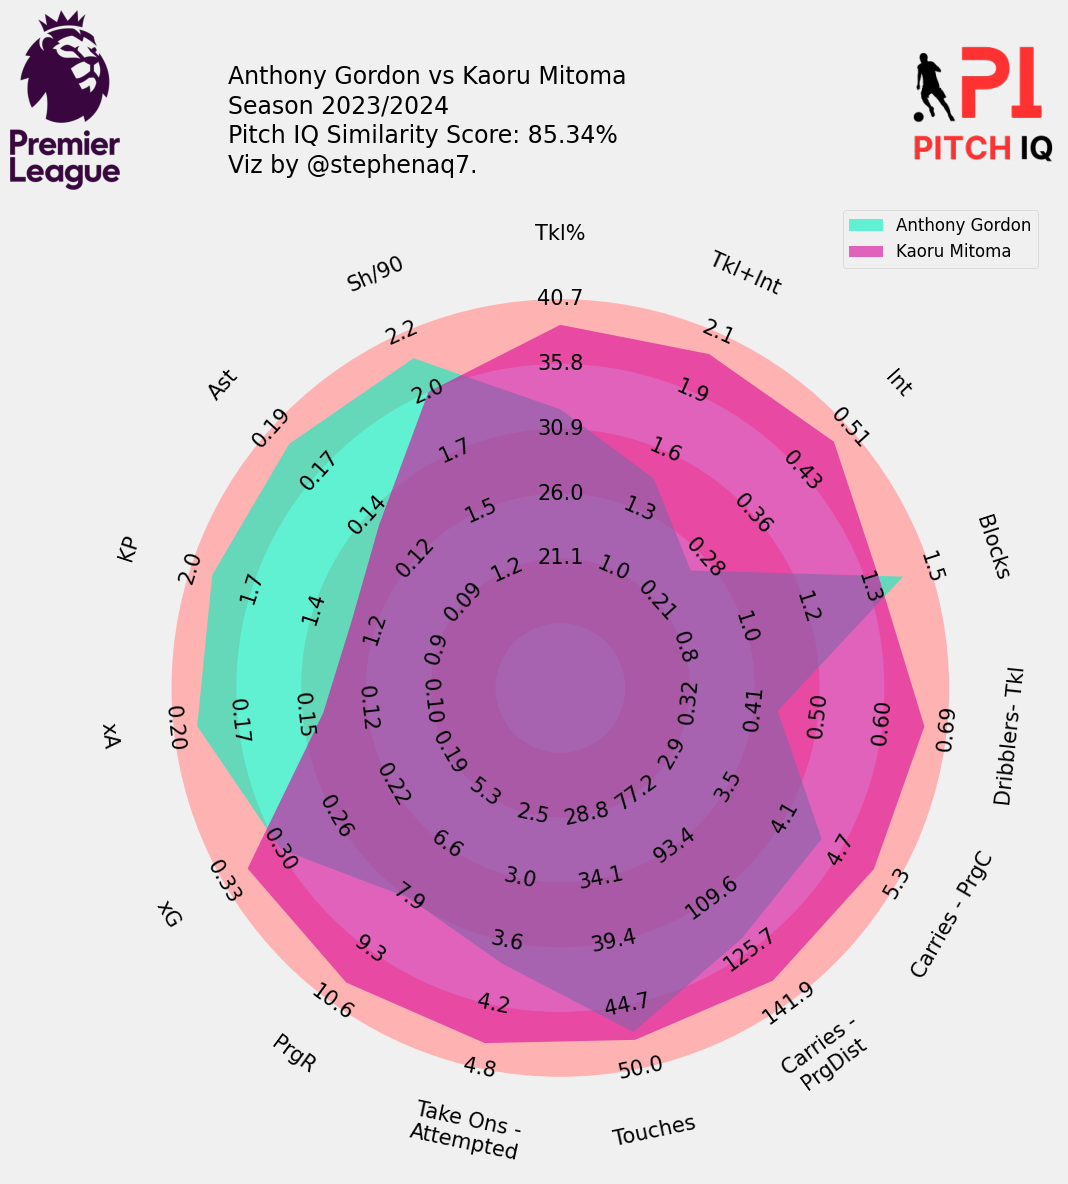 Premier
League
Anthony Gordon vs Kaoru Mitoma
Season 2023/2024
Pitch IQ Similarity Score: 85.34%
Viz by @stephenaq7.
PI
PITCH IQ
Anthony Gordon
Kaoru Mitoma
Tkl%
40.7
35.8
30.9
26.0
21.1
Tkl+Int
2.1
1.9
1.6
1.3
1.0
Int
0.51
0.43
0.36
0.28
0.21
Blocks
1.5
1.3
1.2
1.0
0.8
Dribblers- Tkl
0.69
0.60
0.50
0.41
0.32
Carries - PrgC
5.3
4.7
4.1
3.5
2.9
Carries -
PrgDist
141.9
125.7
109.6
93.4
77.2
Touches
50.0
44.7
39.4
34.1
28.8
Take Ons -
Attempted
4.8
4.2
3.6
3.0
2.5
PrgR
10.6
9.3
7.9
6.6
5.3
xG
0.33
0.30
0.26
0.22
0.19
xA
0.20
0.17
0.15
0.12
0.10
KP
2.0
1.7
1.4
1.2
0.9
Ast
0.19
0.17
0.14
0.12
0.09
Sh/90
2.2
2.0
1.7
1.5
1.2